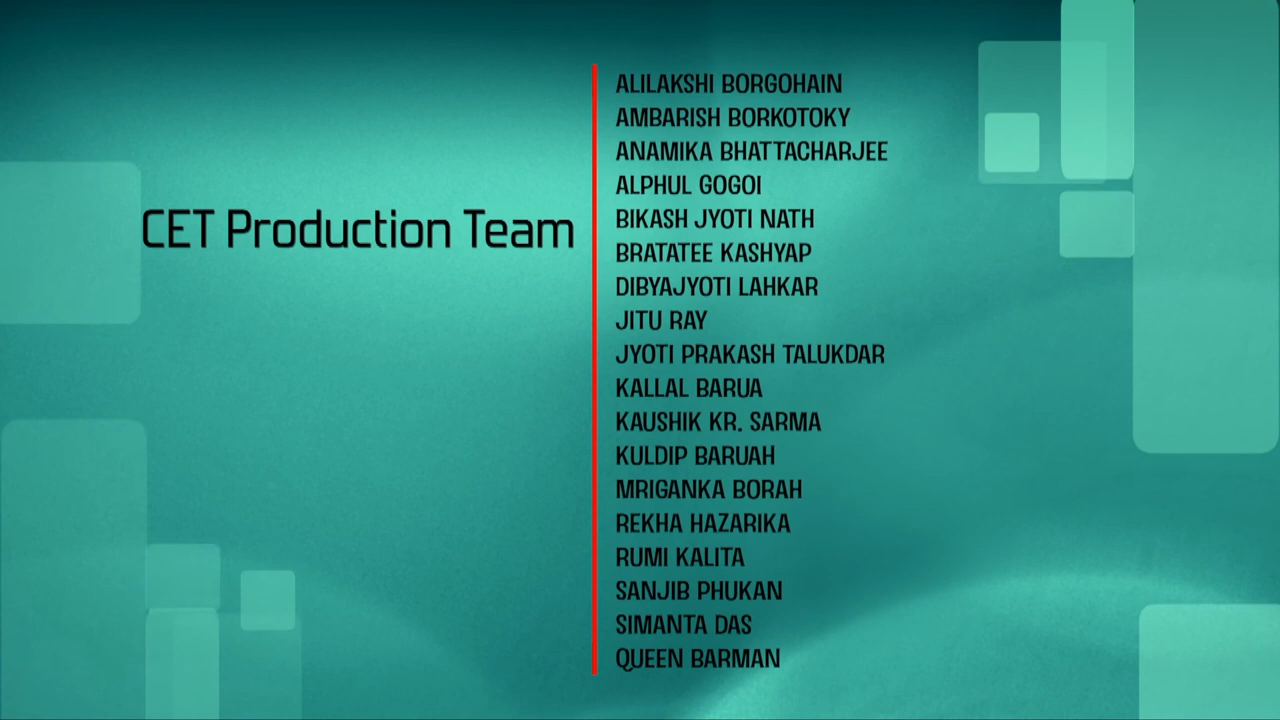 CET Production Team
ALILAKSHI BORGOHAIN
AMBARISH BORKOTOKY
ANAMIKA BHATTACHARJEE
ALPHUL GOGOI
BIKASH JYOTI NATH
BRATATEE KASHYAP
DIBYAJYOTI LAHKAR
JITU RAY
JYOTI PRAKASH TALUKDAR
KALLAL BARUA
KAUSHIK KR. SARMA
KULDIP BARUAH
MRIGANKA BORAH
REKHA HAZARIKA
RUMI KALITA
SANJIB PHUKAN
SIMANTA DAS
QUEEN BARMAN